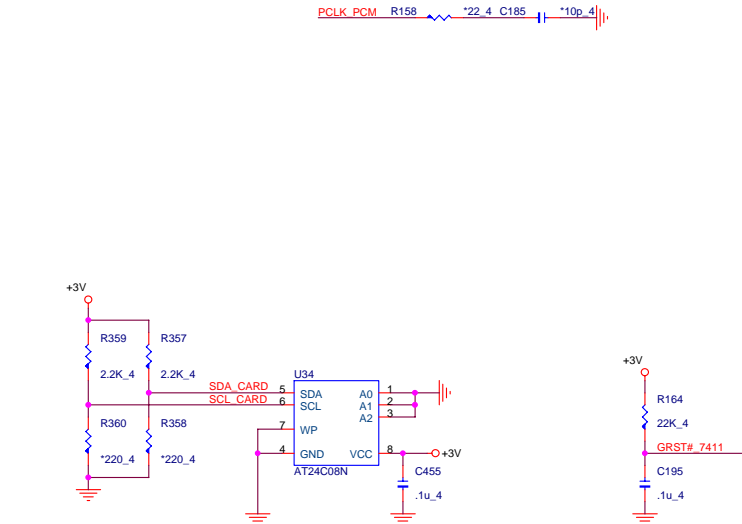 PCLK_PCM R158 *22_4 C185 *10p_4
+3V
R359 R357
2.2K_4 2.2K_4
SDA_CARD
SCL_CARD
R360 R358
*220_4 *220_4
U34
5 SDA A0 1
6 SCL A1 2
A2 3
7 WP
4 GND VCC 8 +3V
AT24C08N
C455
.1u_4
+3V
R164
22K_4
GRST#_7411
C195
.1u_4